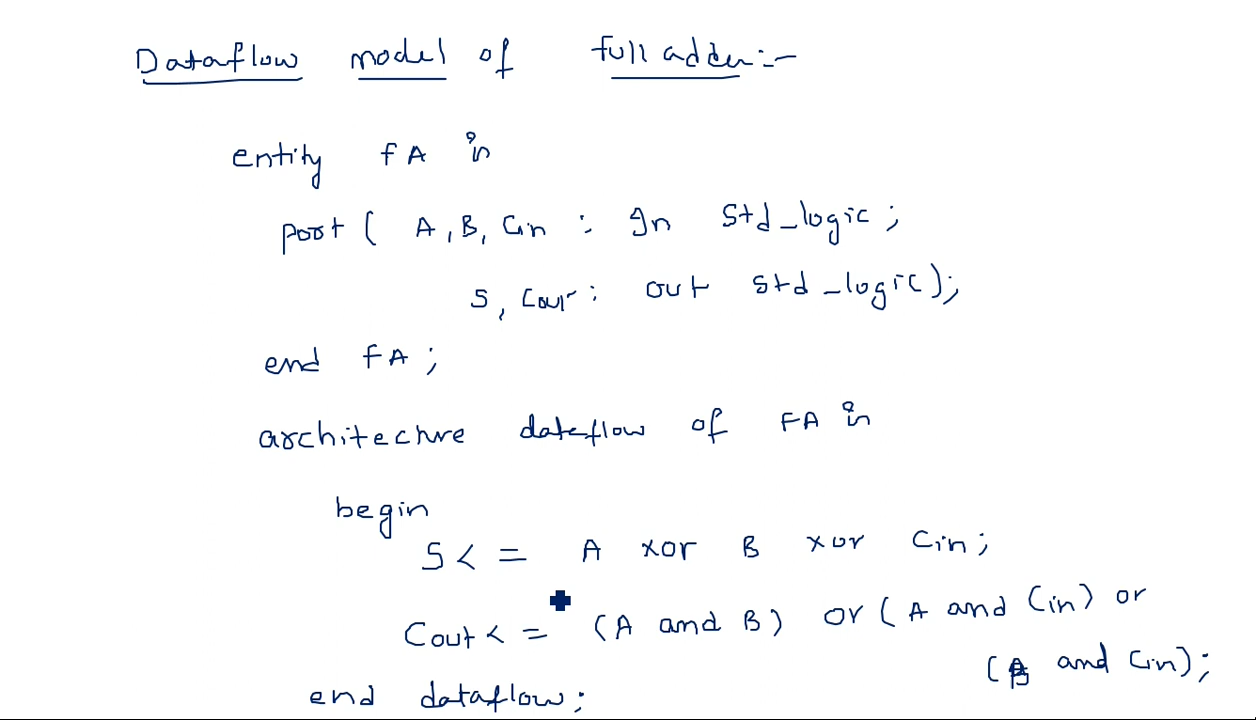 Dataflow model of full adder:-
entity fA is
port ( A, B, Cin : In Std_logic ;
S, Cout : out std_logic);
end fA ;
architecture dataflow of FA is
begin
S < = A xor B xor Cin ;
Cout < = (A and B) or ( A and Cin) or
( B and Cin);
end dataflow;